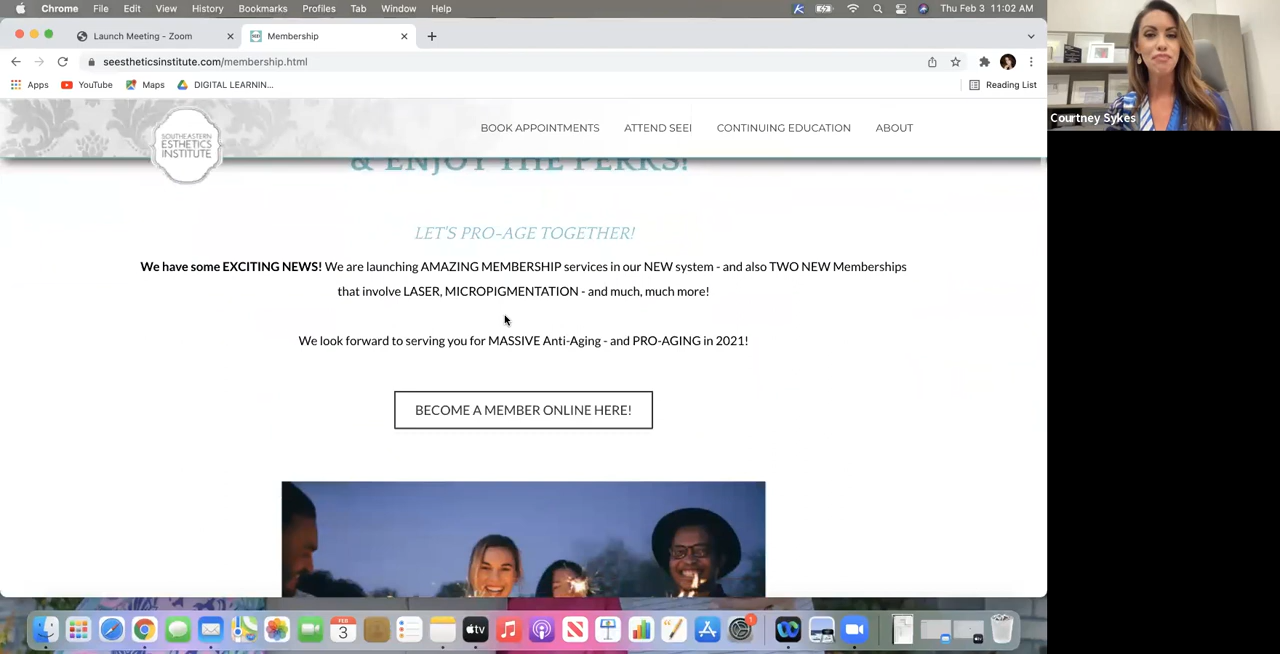 Chrome File Edit View History Bookmarks Profiles Tab Window Help Thu Feb 3 11:02 AM
Launch Meeting - Zoom Membership
seestheticsinstitute.com/membership.html
Apps YouTube Maps DIGITAL LEARNIN... Reading List
SOUTHEASTERN
ESTHETICS
INSTITUTE
BOOK APPOINTMENTS ATTEND SEEI CONTINUING EDUCATION ABOUT
& ENJOY THE PERKS!
LET'S PRO-AGE TOGETHER!
We have some EXCITING NEWS! We are launching AMAZING MEMBERSHIP services in our NEW system - and also TWO NEW Memberships
that involve LASER, MICROPIGMENTATION - and much, much more!
We look forward to serving you for MASSIVE Anti-Aging - and PRO-AGING in 2021!
BECOME A MEMBER ONLINE HERE!
Courtney Sykes
FEB
3
tv
1